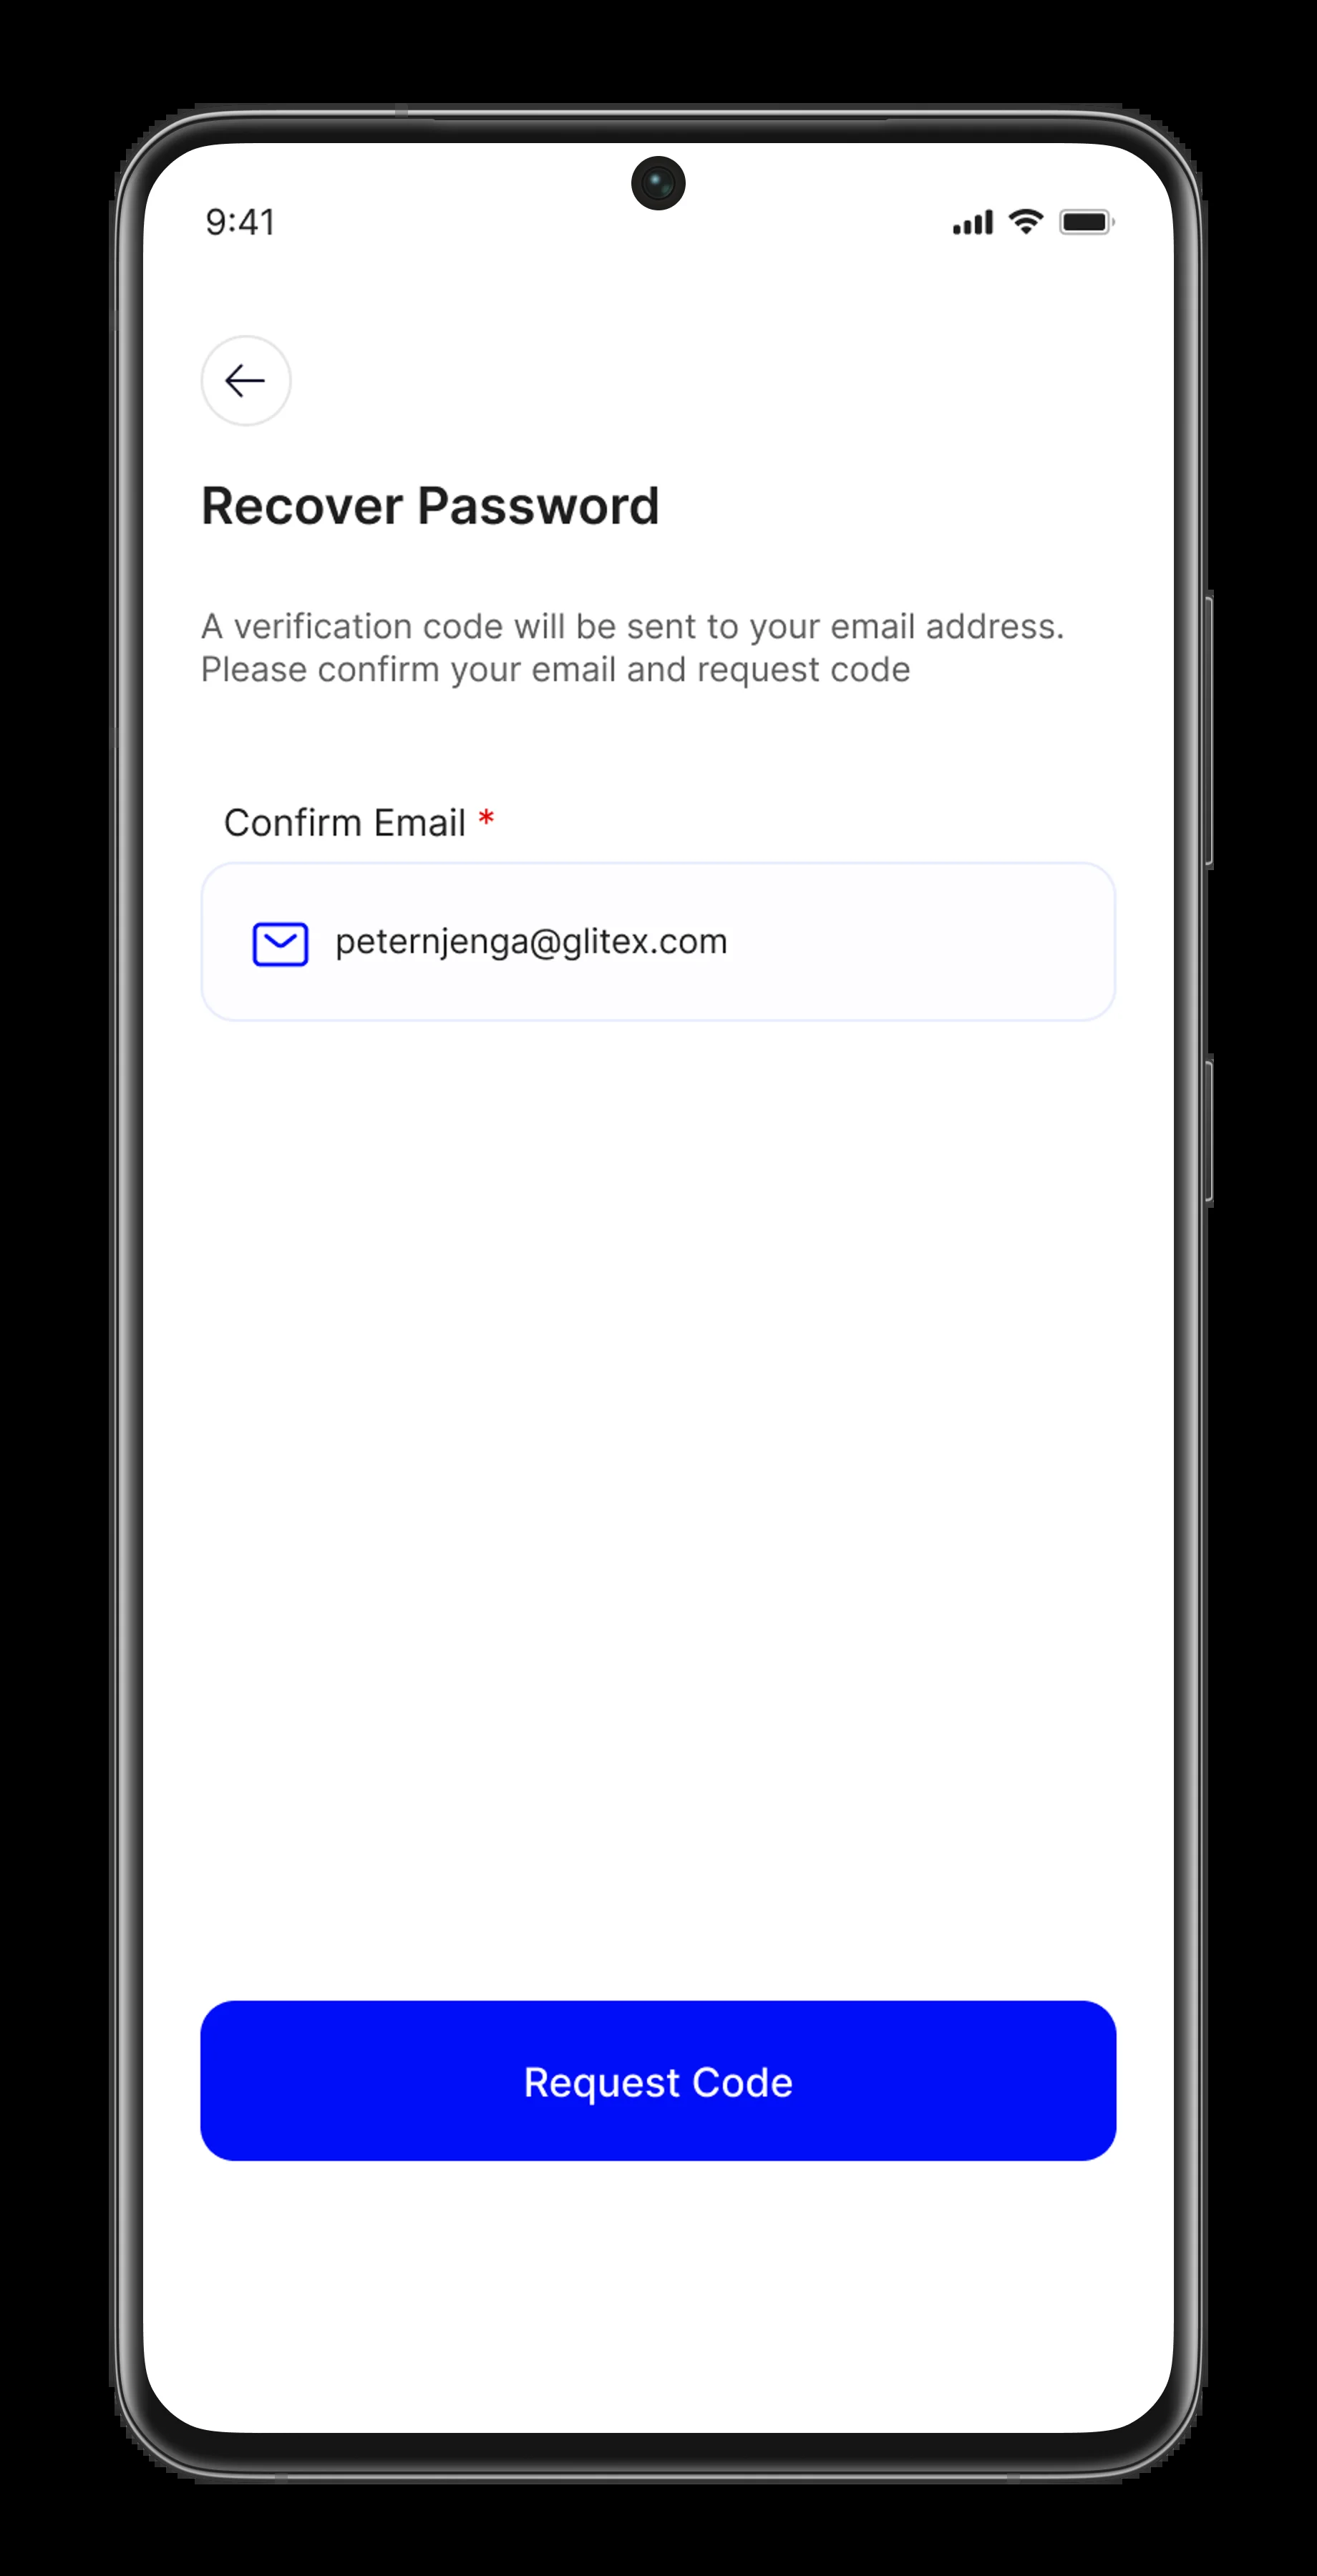 9:41
Recover Password
A verification code will be sent to your email address.
Please confirm your email and request code
Confirm Email *
peternjenga@glitex.com
Request Code